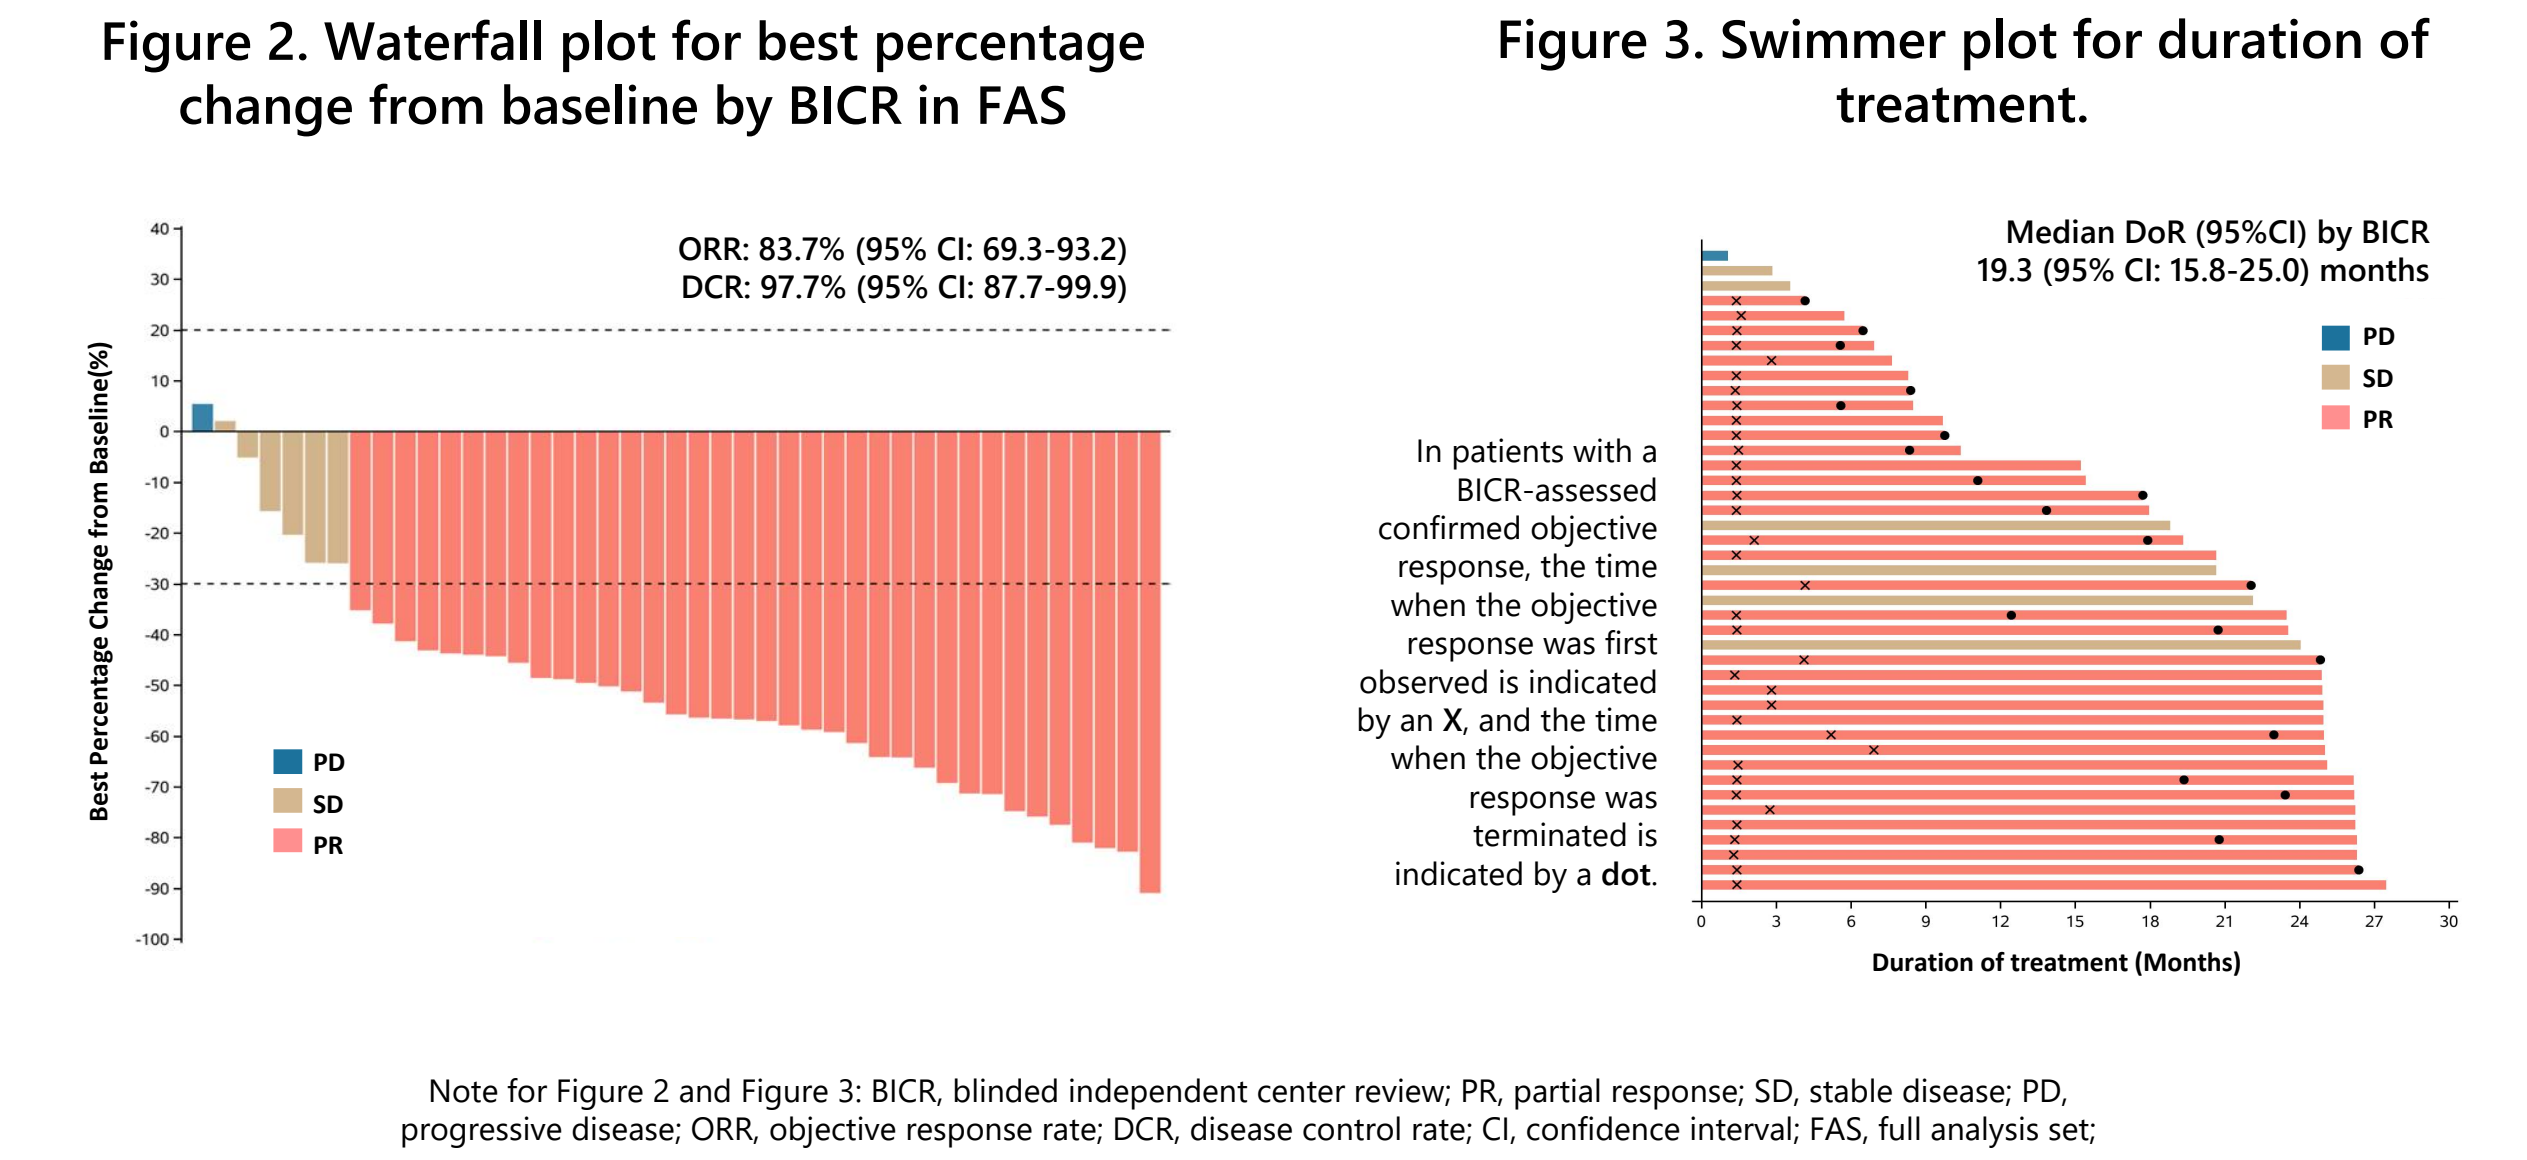 Figure 2. Waterfall plot for best percentage
change from baseline by BICR in FAS
ORR: 83.7% (95% CI: 69.3-93.2)
DCR: 97.7% (95% CI: 87.7-99.9)
Best Percentage Change from Baseline(%)
40
30
20
10
0
-10
-20
-30
-40
-50
-60
-70
-80
-90
-100
PD
SD
PR
Figure 3. Swimmer plot for duration of
treatment.
Median DoR (95%CI) by BICR
19.3 (95% CI: 15.8-25.0) months
PD
SD
PR
In patients with a
BICR-assessed
confirmed objective
response, the time
when the objective
response was first
observed is indicated
by an X, and the time
when the objective
response was
terminated is
indicated by a dot.
0 3 6 9 12 15 18 21 24 27 30
Duration of treatment (Months)
Note for Figure 2 and Figure 3: BICR, blinded independent center review; PR, partial response; SD, stable disease; PD,
progressive disease; ORR, objective response rate; DCR, disease control rate; CI, confidence interval; FAS, full analysis set;